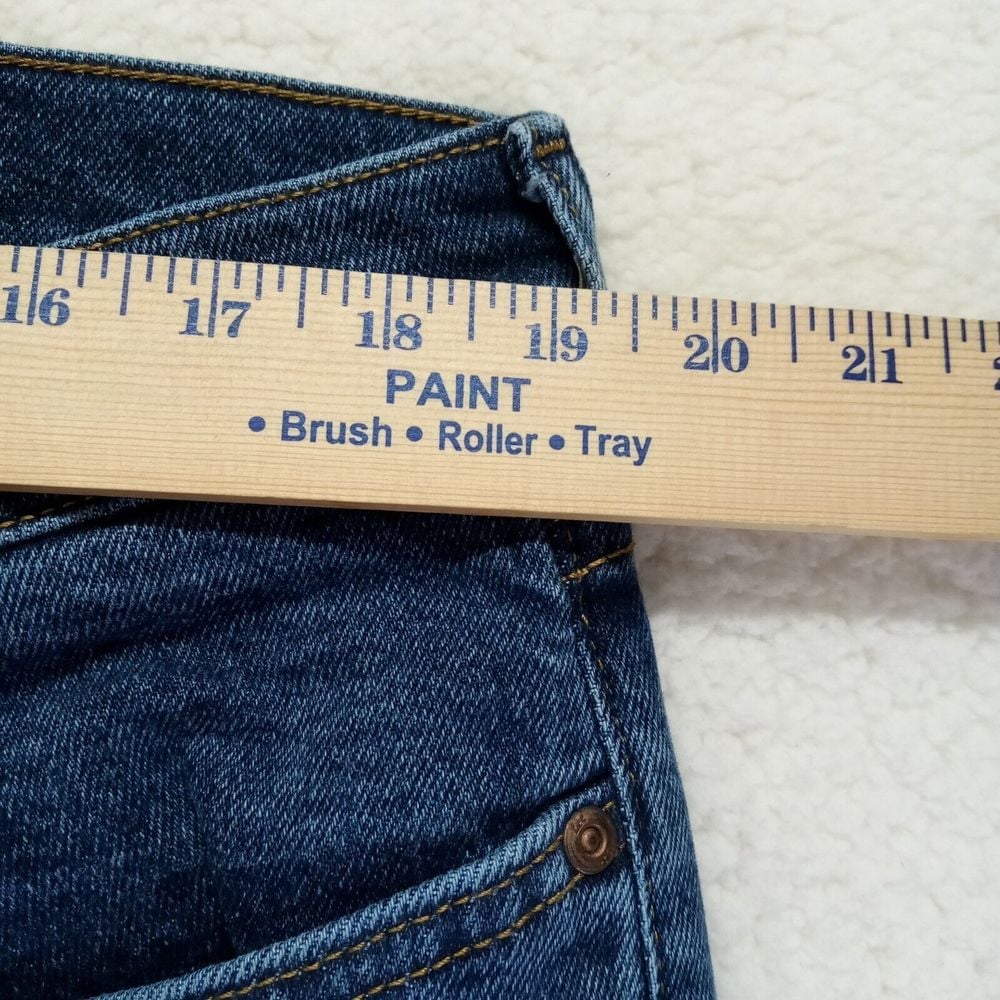 16 17 18 19 20 21
PAINT
• Brush • Roller • Tray